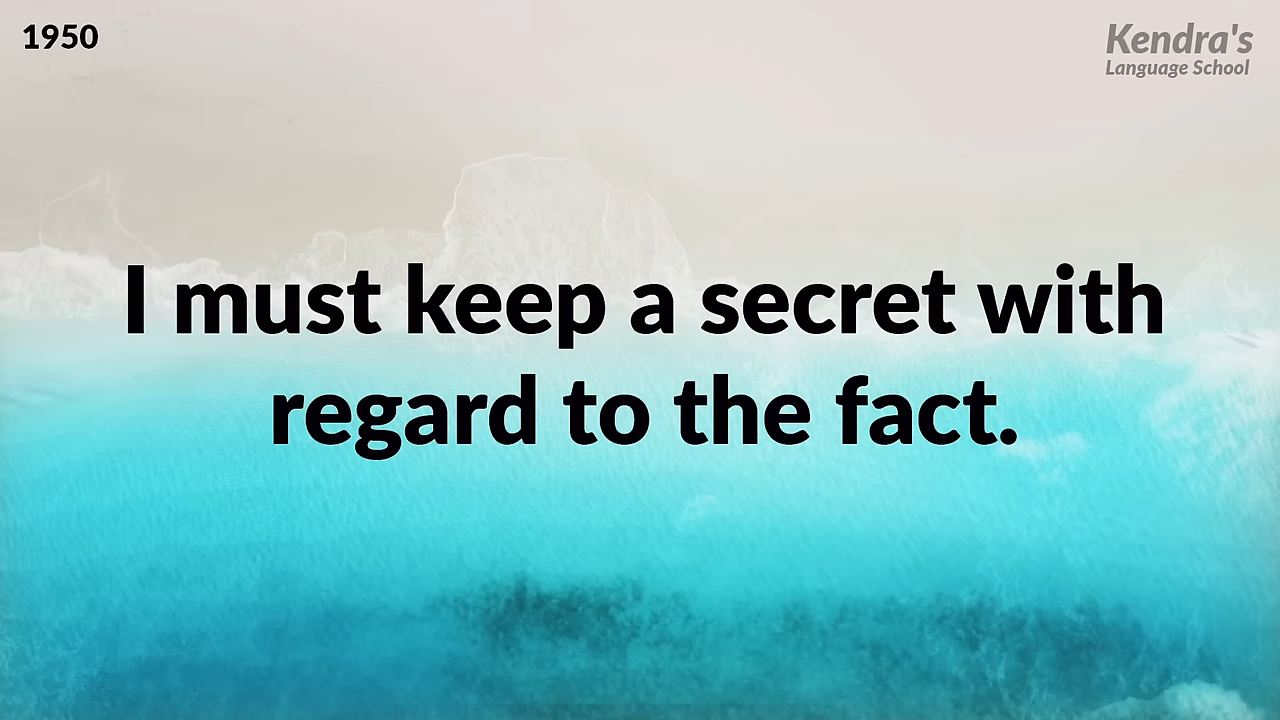 1950
Kendra's
Language School
I must keep a secret with
regard to the fact.